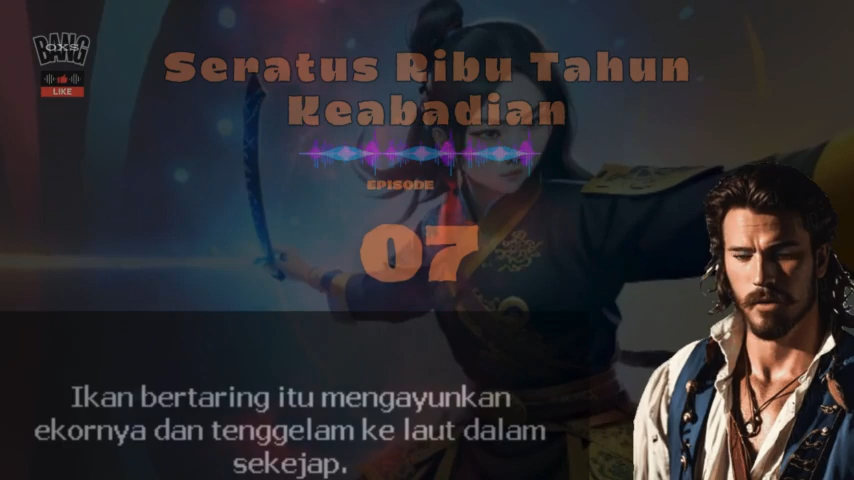 OXS
BANG
LIKE
Seratus Ribu Tahun
Keabadian
EPISODE
07
Ikan bertaring itu mengayunkan
ekornya dan tenggelam ke laut dalam
sekejap.